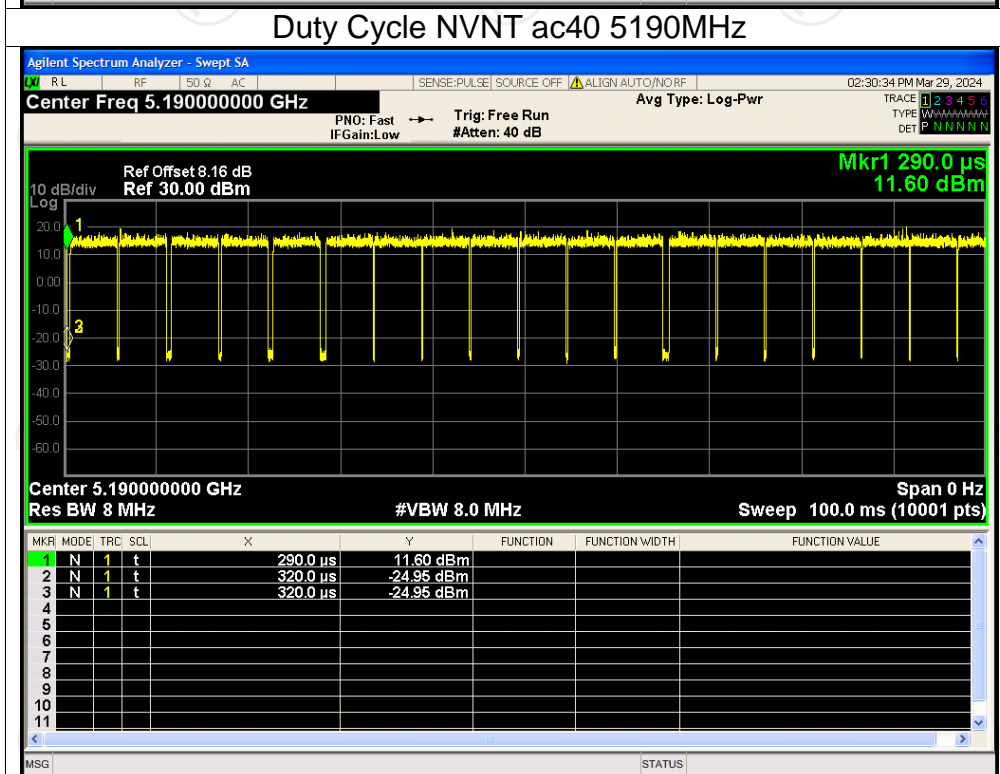 Duty Cycle NVNT ac40 5190MHz
Agilent Spectrum Analyzer - Swept SA
LXI RL RF 50 Ω AC SENSE:PULSE SOURCE OFF ALIGN AUTO/NO RF 02:30:34 PM Mar 29, 2024
Center Freq 5.190000000 GHz Avg Type: Log-Pwr TRACE 1 2 3 4 5 6
PNO: Fast Trig: Free Run TYPE WWWWWW
IFGain:Low #Atten: 40 dB DET P N N N N N
Mkr1 290.0 µs
Ref Offset 8.16 dB
10 dB/div Ref 30.00 dBm 11.60 dBm
Log
20.0
10.0
0.00
-10.0
-20.0
-30.0
-40.0
-50.0
-60.0
1
3
Center 5.190000000 GHz Span 0 Hz
Res BW 8 MHz #VBW 8.0 MHz Sweep 100.0 ms (10001 pts)
MKR MODE TRC SCL X Y FUNCTION FUNCTION WIDTH FUNCTION VALUE
1 N 1 t 290.0 µs 11.60 dBm
2 N 1 t 320.0 µs -24.95 dBm
3 N 1 t 320.0 µs -24.95 dBm
4
5
6
7
8
9
10
11
MSG STATUS